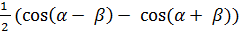 ½ (cos(α − β) − cos(α + β))